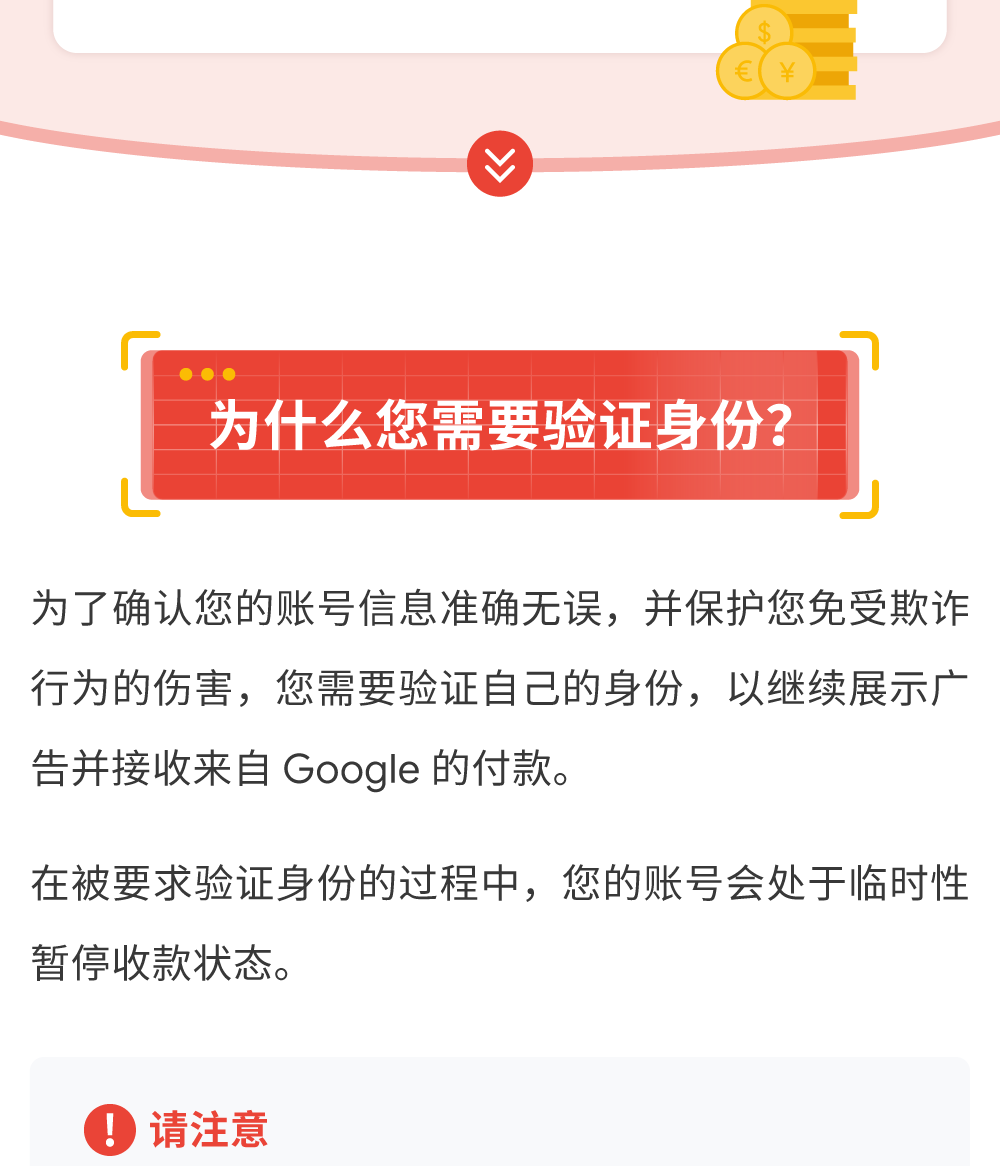 $
€ ¥
为什么您需要验证身份?
为了确认您的账号信息准确无误，并保护您免受欺诈
行为的伤害，您需要验证自己的身份，以继续展示广
告并接收来自 Google 的付款。
在被要求验证身份的过程中，您的账号会处于临时性
暂停收款状态。
! 请注意